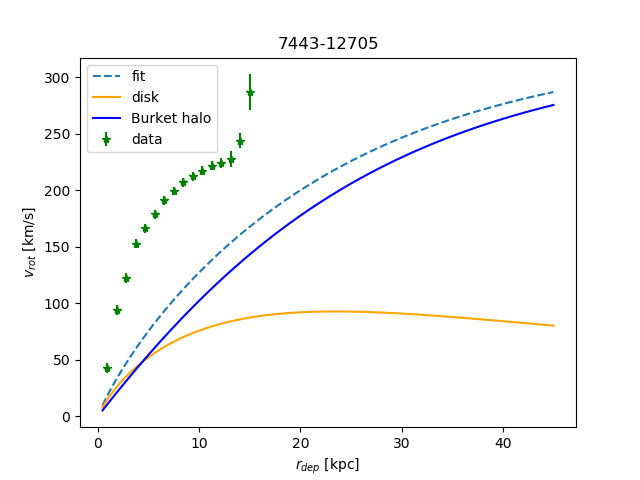 7443-12705
fit
disk
Burket halo
data
300
250
200
150
100
50
0
v_rot [km/s]
0 10 20 30 40
r_dep [kpc]